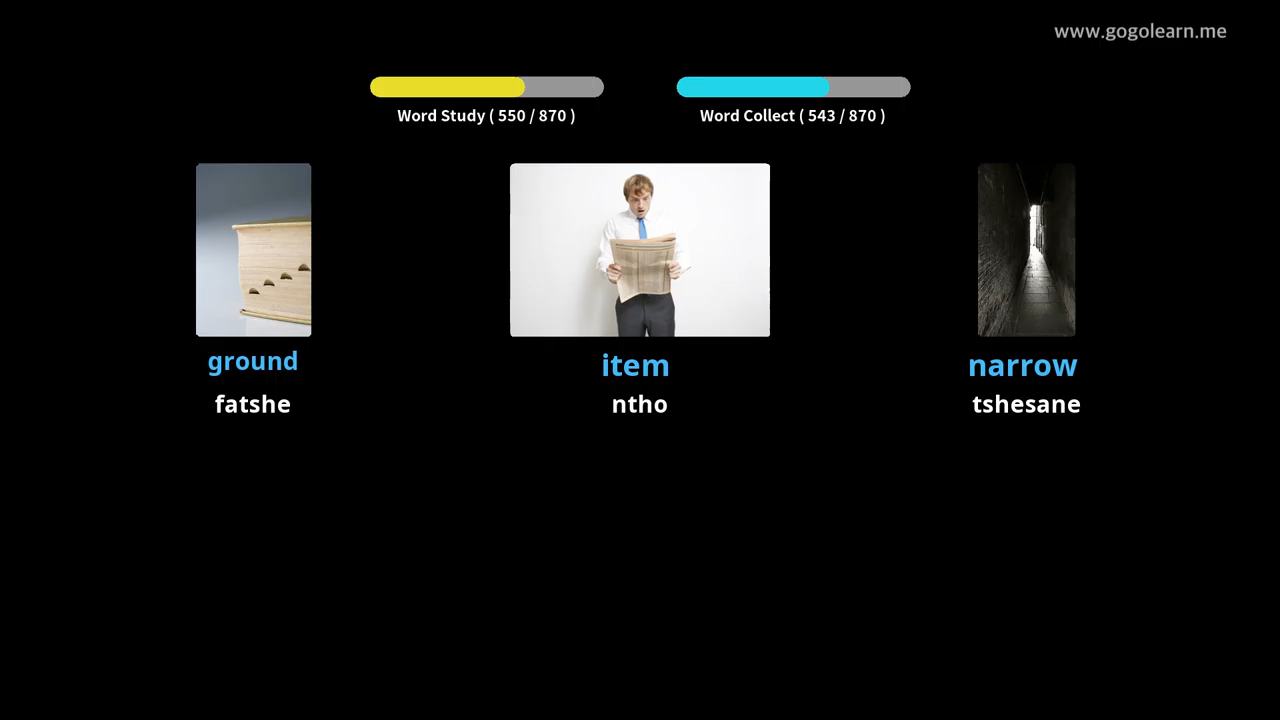 www.gogolearn.me
Word Study ( 550 / 870 )
Word Collect ( 543 / 870 )
ground
item
narrow
fatshe
ntho
tshesane